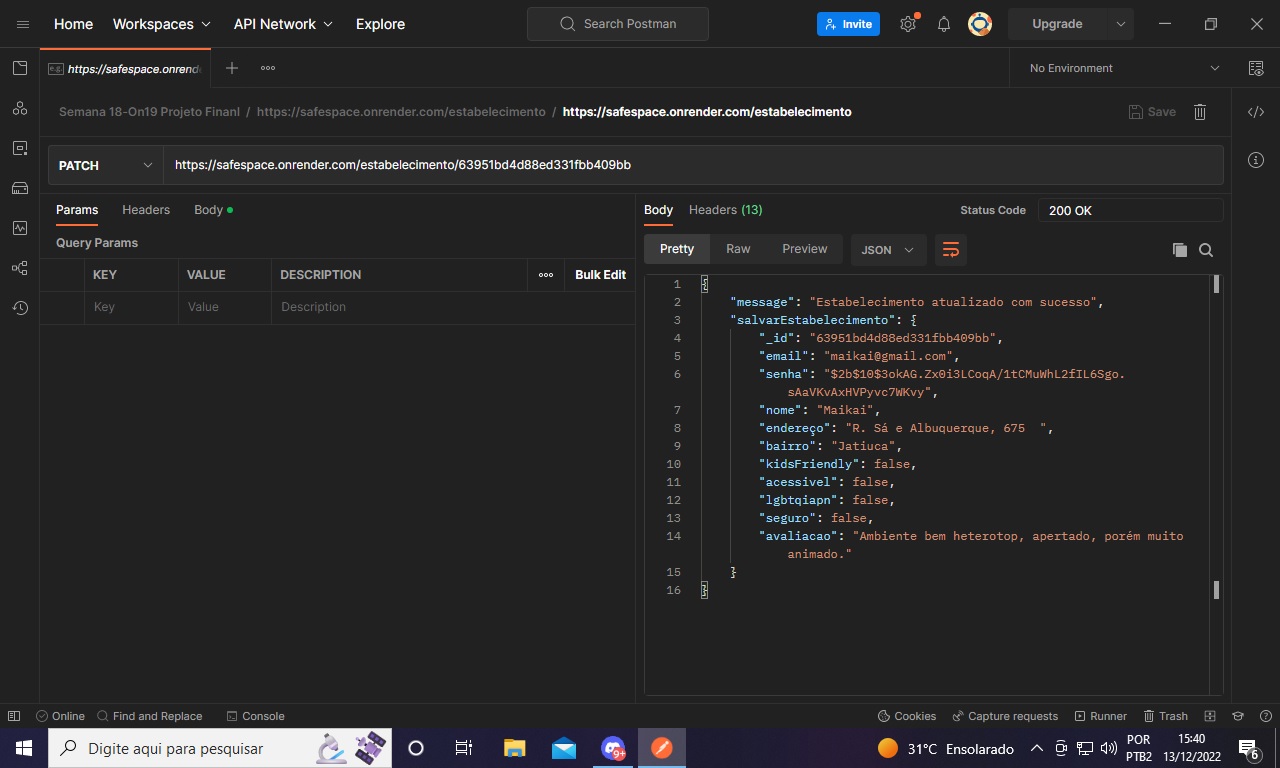 Home Workspaces API Network Explore Search Postman Invite Upgrade
https://safespace.onrend No Environment
Semana 18-On19 Projeto Finanl / https://safespace.onrender.com/estabelecimento / https://safespace.onrender.com/estabelecimento Save
PATCH https://safespace.onrender.com/estabelecimento/63951bd4d88ed331fbb409bb
Params Headers Body
Query Params
KEY VALUE DESCRIPTION Bulk Edit
Key Value Description
Body Headers (13) Status Code 200 OK
Pretty Raw Preview JSON
1 {
2 "message": "Estabelecimento atualizado com sucesso",
3 "salvarEstabelecimento": {
4 "_id": "63951bd4d88ed331fbb409bb",
5 "email": "maikai@gmail.com",
6 "senha": "$2b$10$3okAG.Zx0i3LCoqA/1tCMuWhL2fIL6Sgo.
sAaVKvAxHVPyvc7WKvy",
7 "nome": "Maikai",
8 "endereço": "R. Sá e Albuquerque, 675  ",
9 "bairro": "Jatiuca",
10 "kidsFriendly": false,
11 "acessivel": false,
12 "lgbtqiapn": false,
13 "seguro": false,
14 "avaliacao": "Ambiente bem heterotop, apertado, porém muito
animado."
15 }
16 }
Online Find and Replace Console Cookies Capture requests Runner Trash
Digite aqui para pesquisar 9+ 31°C Ensolarado POR 15:40
PTB2 13/12/2022 6